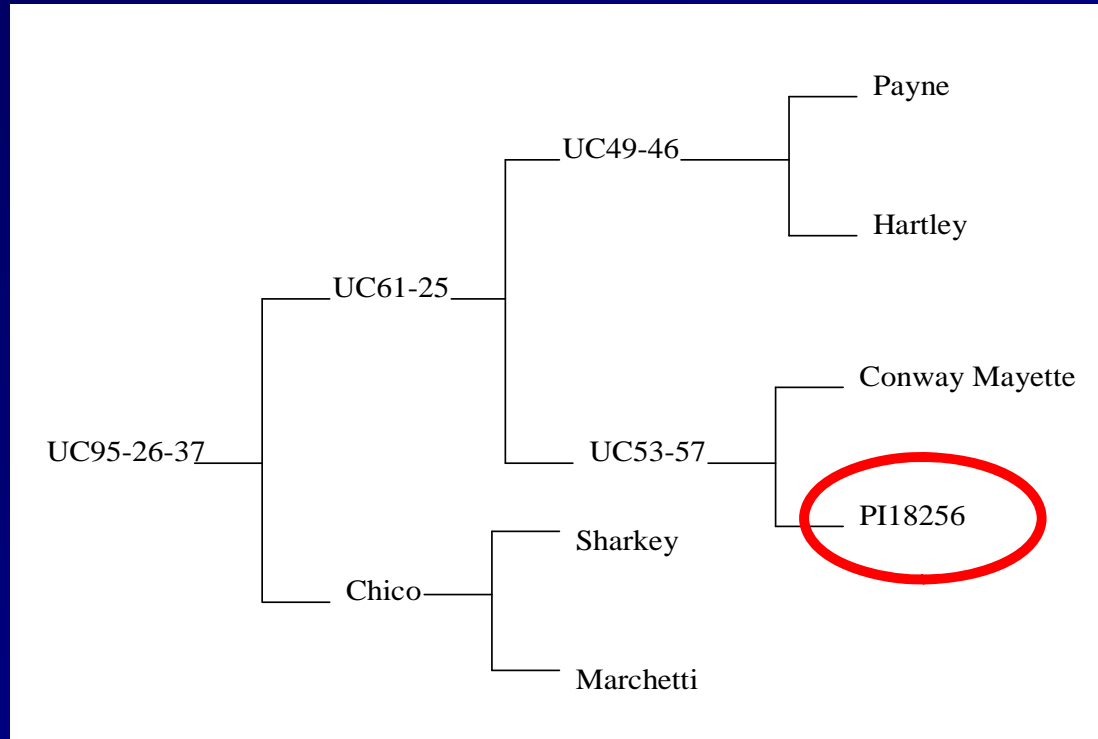 Payne
UC49-46
Hartley
UC61-25
Conway Mayette
UC95-26-37
UC53-57
PI18256
Sharkey
Chico
Marchetti